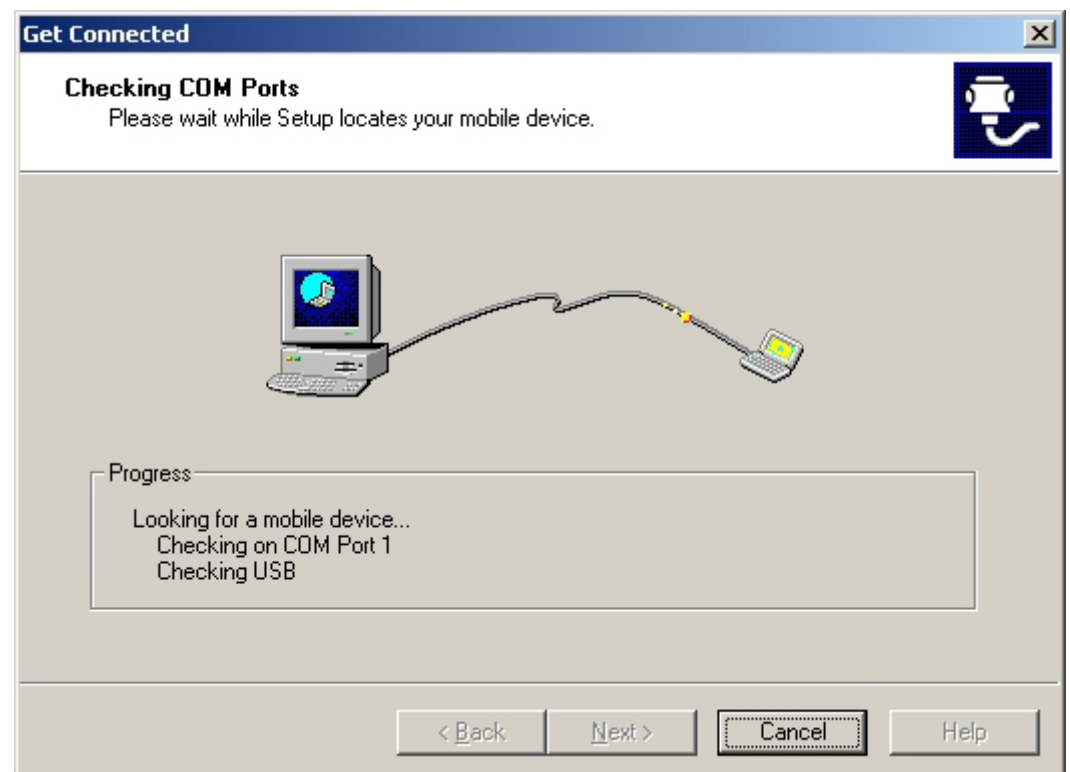 Get Connected
Checking COM Ports
Please wait while Setup locates your mobile device.
Progress
Looking for a mobile device...
Checking on COM Port 1
Checking USB
< Back
Next >
Cancel
Help